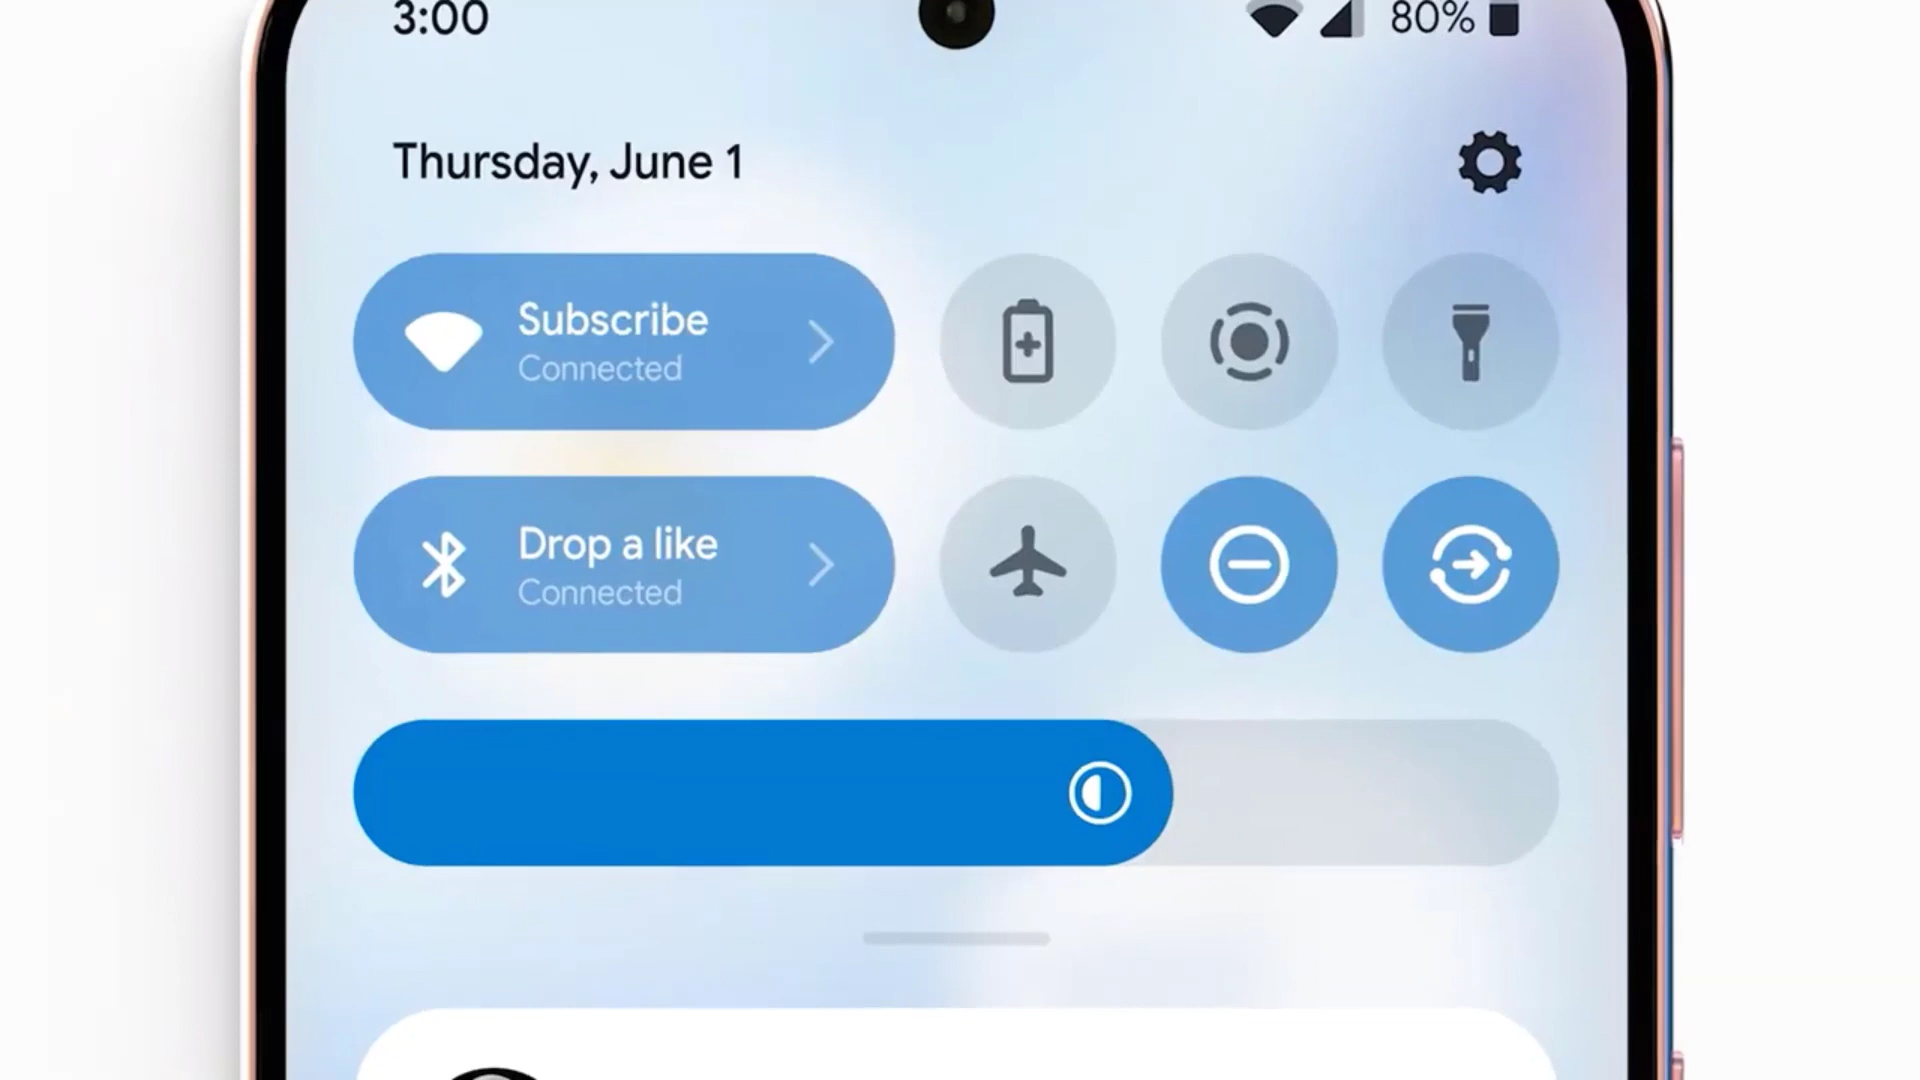 3:00
80%
Thursday, June 1
Subscribe
Connected
Drop a like
Connected